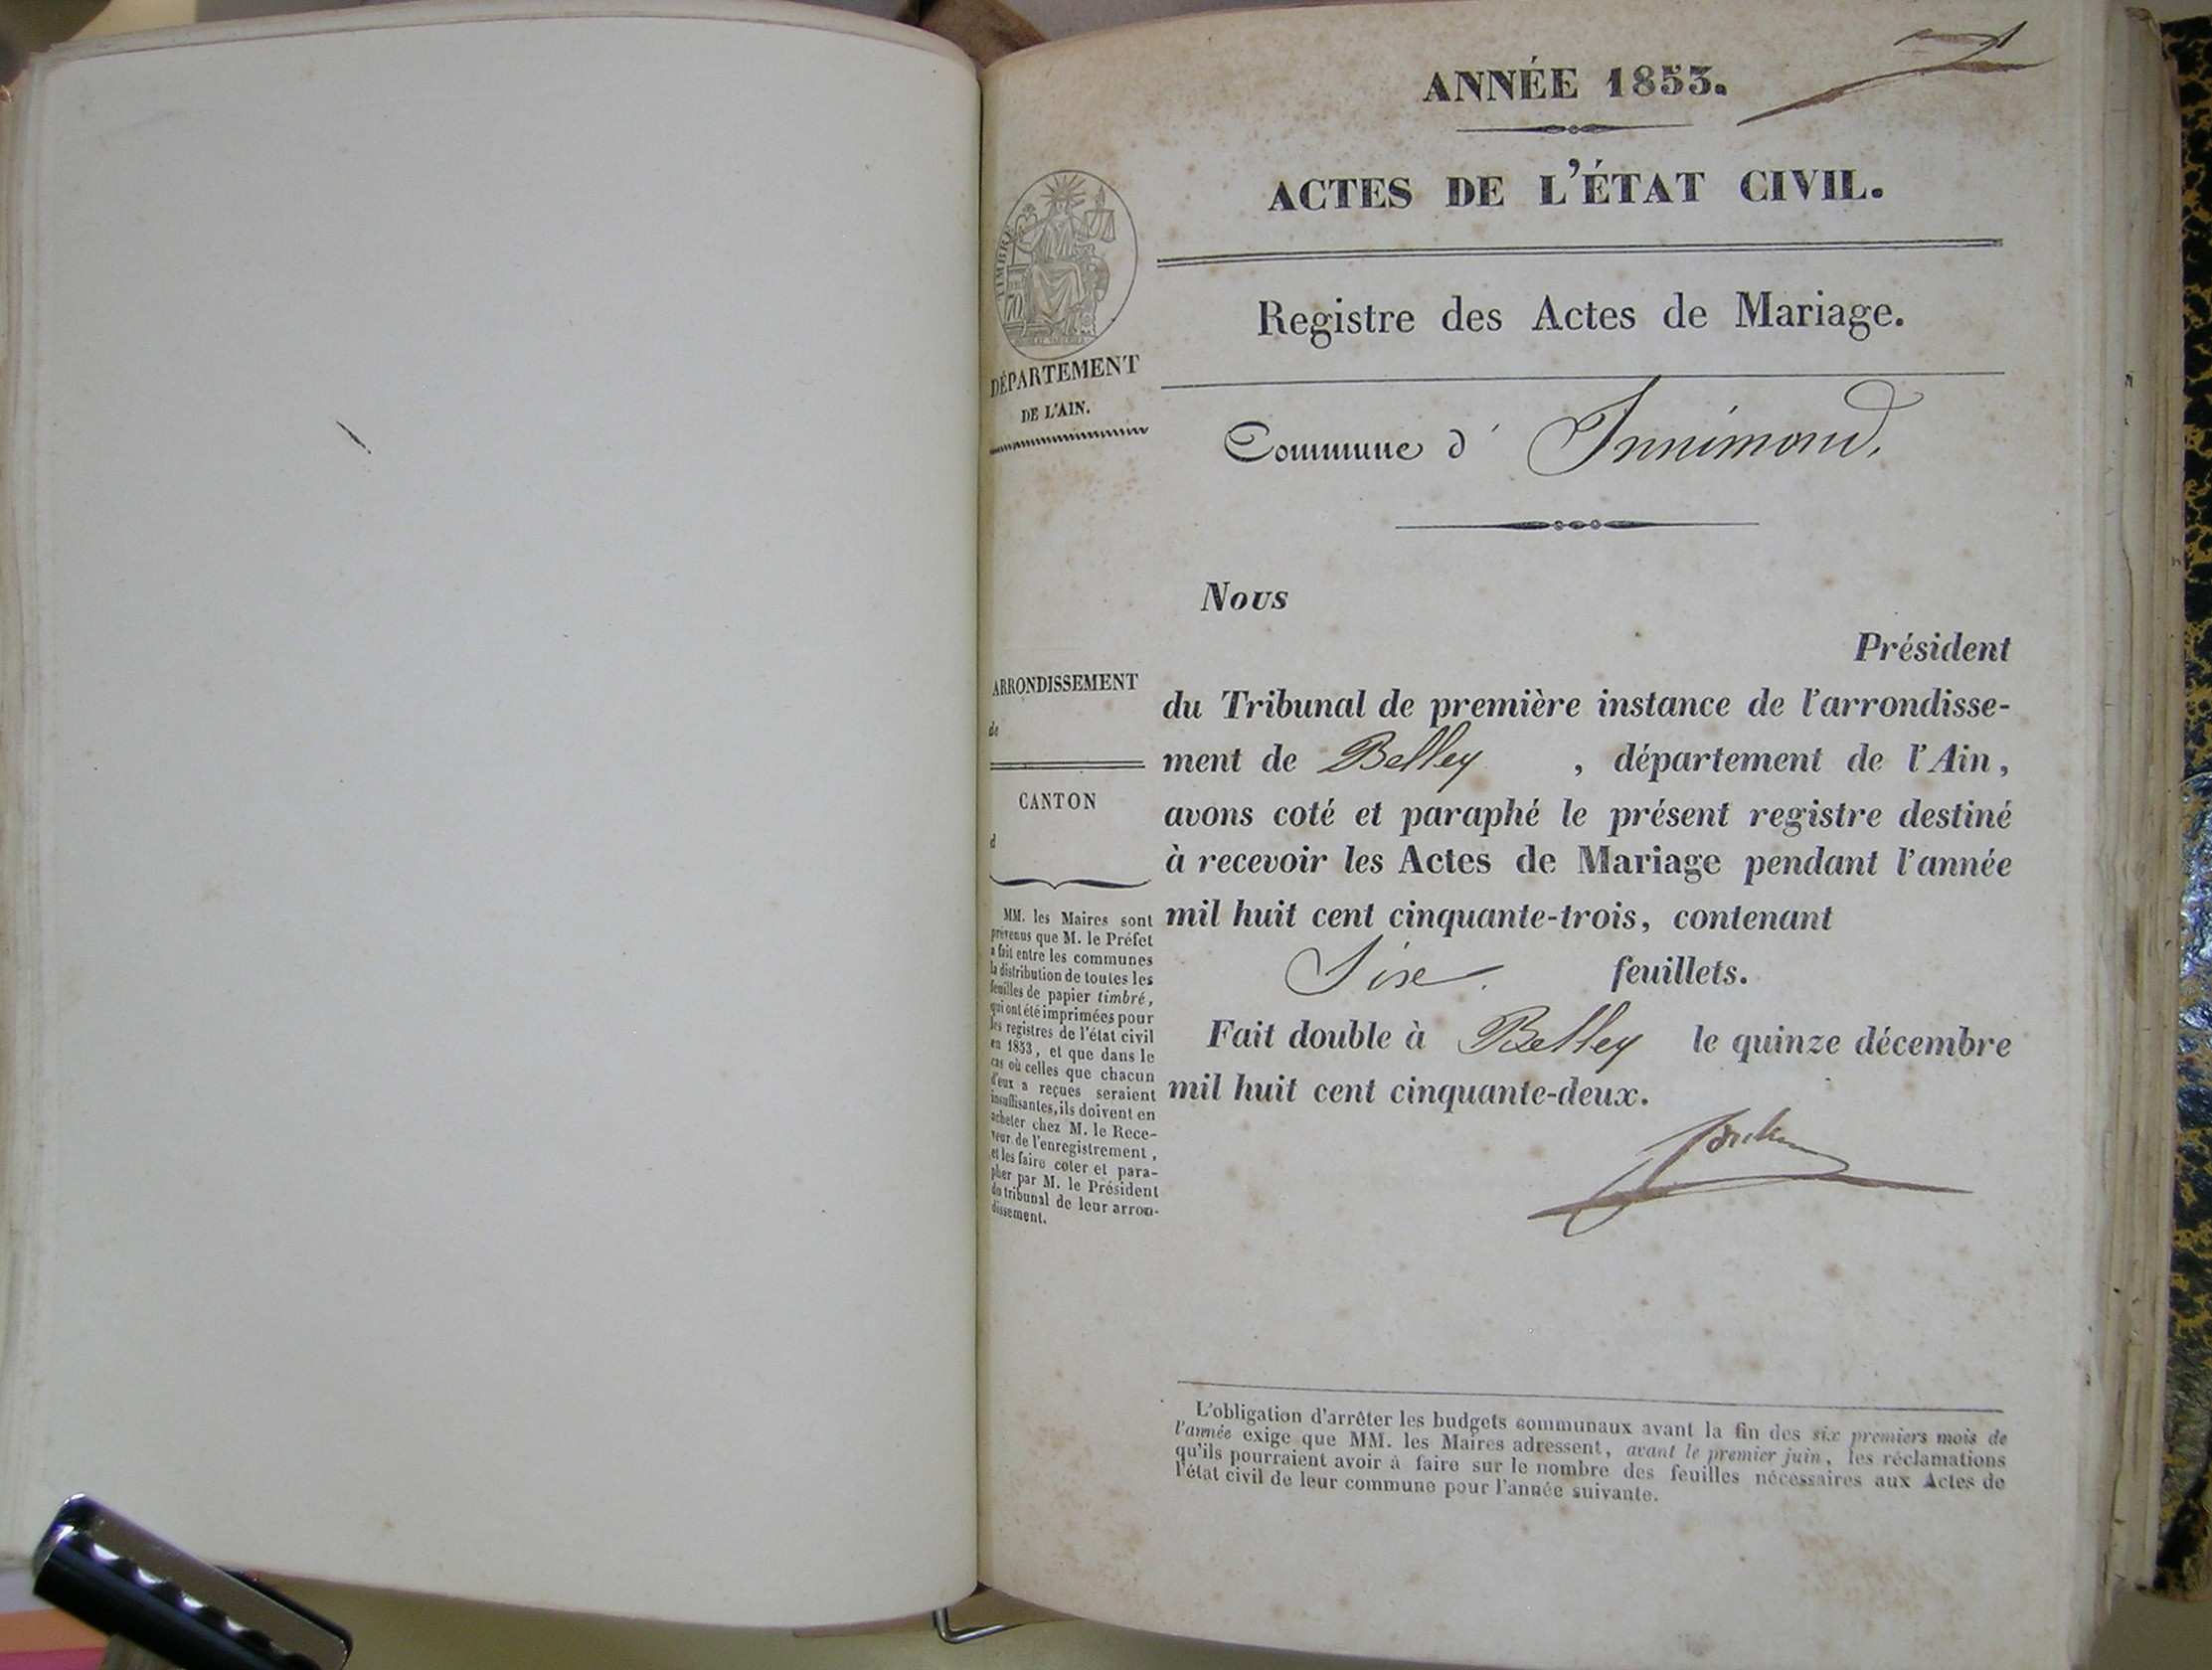 ANNÉE 1853.
ACTES DE L'ÉTAT CIVIL.
Registre des Actes de Mariage.
Commune d' Innimond.
TIMBRE
70
DÉPARTEMENT
DE L'AIN.
ARRONDISSEMENT
de
CANTON
d
MM. les Maires sont
prévenus que M. le Préfet
a fait entre les communes
la distribution de toutes les
feuilles de papier timbré,
qui ont été imprimées pour
les registres de l'état civil
en 1853, et que dans le
cas où celles que chacun
d'eux a reçues seraient
insuffisantes, ils doivent en
acheter chez M. le Rece-
veur de l'enregistrement,
et les faire coter et para-
pher par M. le Président
du tribunal de leur arron-
dissement.
Nous
Président
du Tribunal de première instance de l'arrondisse-
ment de Belley , département de l'Ain,
avons coté et paraphé le présent registre destiné
à recevoir les Actes de Mariage pendant l'année
mil huit cent cinquante-trois, contenant
Six. feuillets.
Fait double à Belley le quinze décembre
mil huit cent cinquante-deux.
L'obligation d'arrêter les budgets communaux avant la fin des six premiers mois de
l'année exige que MM. les Maires adressent, avant le premier juin, les réclamations
qu'ils pourraient avoir à faire sur le nombre des feuilles nécessaires aux Actes de
l'état civil de leur commune pour l'année suivante.